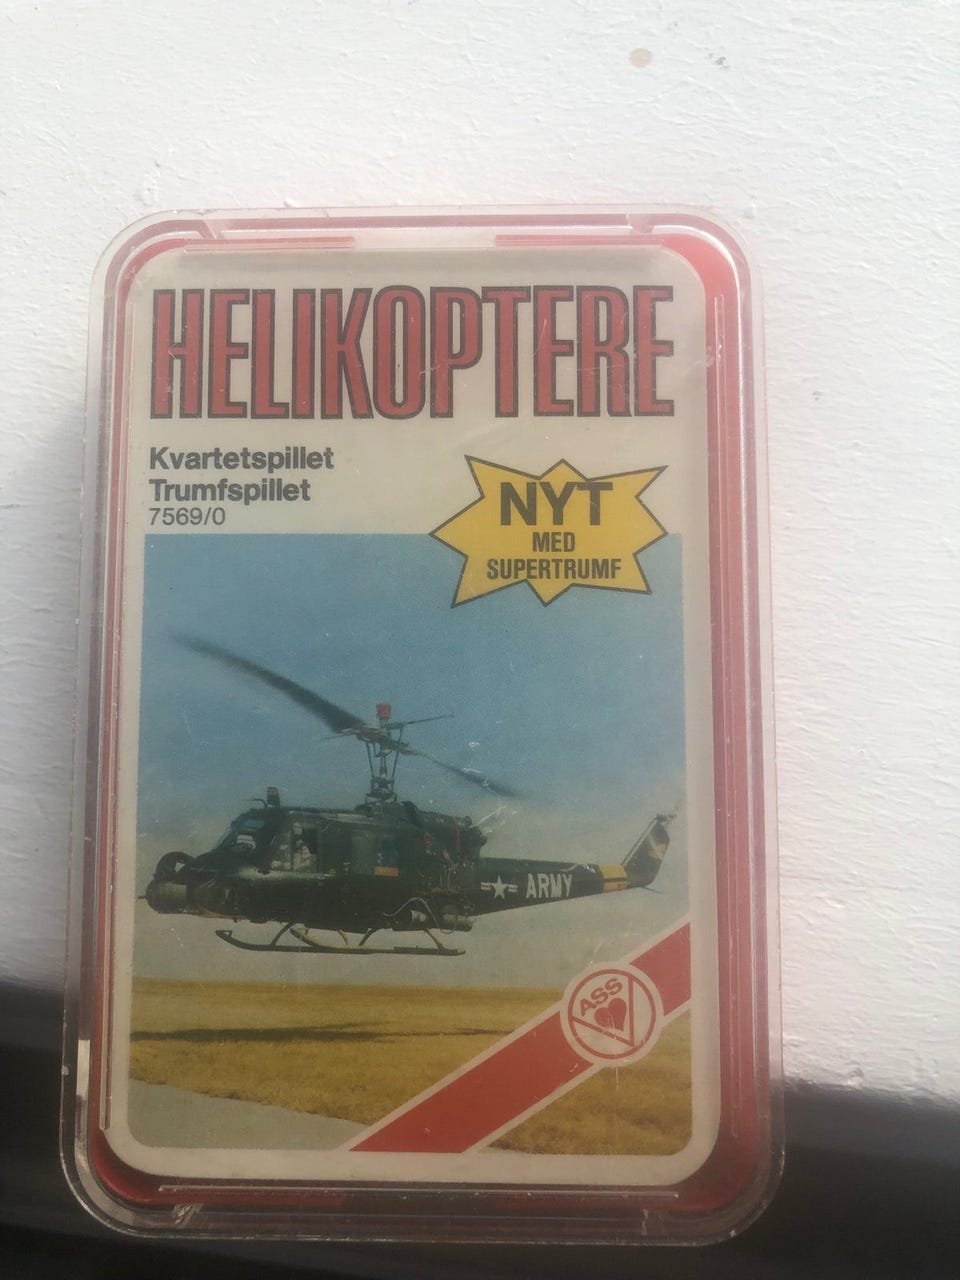 HELIKOPTERE
Kvartetspillet
Trumfspillet
7569/0
NYT
MED
SUPERTRUMF
ARMY
ASS